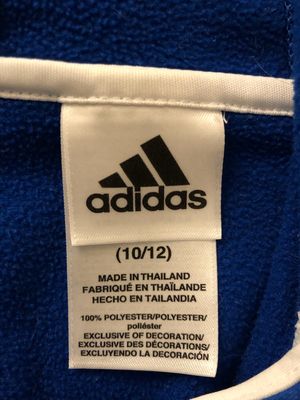 adidas
(10/12)
MADE IN THAILAND
FABRIQUÉ EN THAÏLANDE
HECHO EN TAILANDIA
100% POLYESTER/POLYESTER/
poliéster
EXCLUSIVE OF DECORATION/
EXCLUSIVE DES DÉCORATIONS/
EXCLUYENDO LA DECORACIÓN